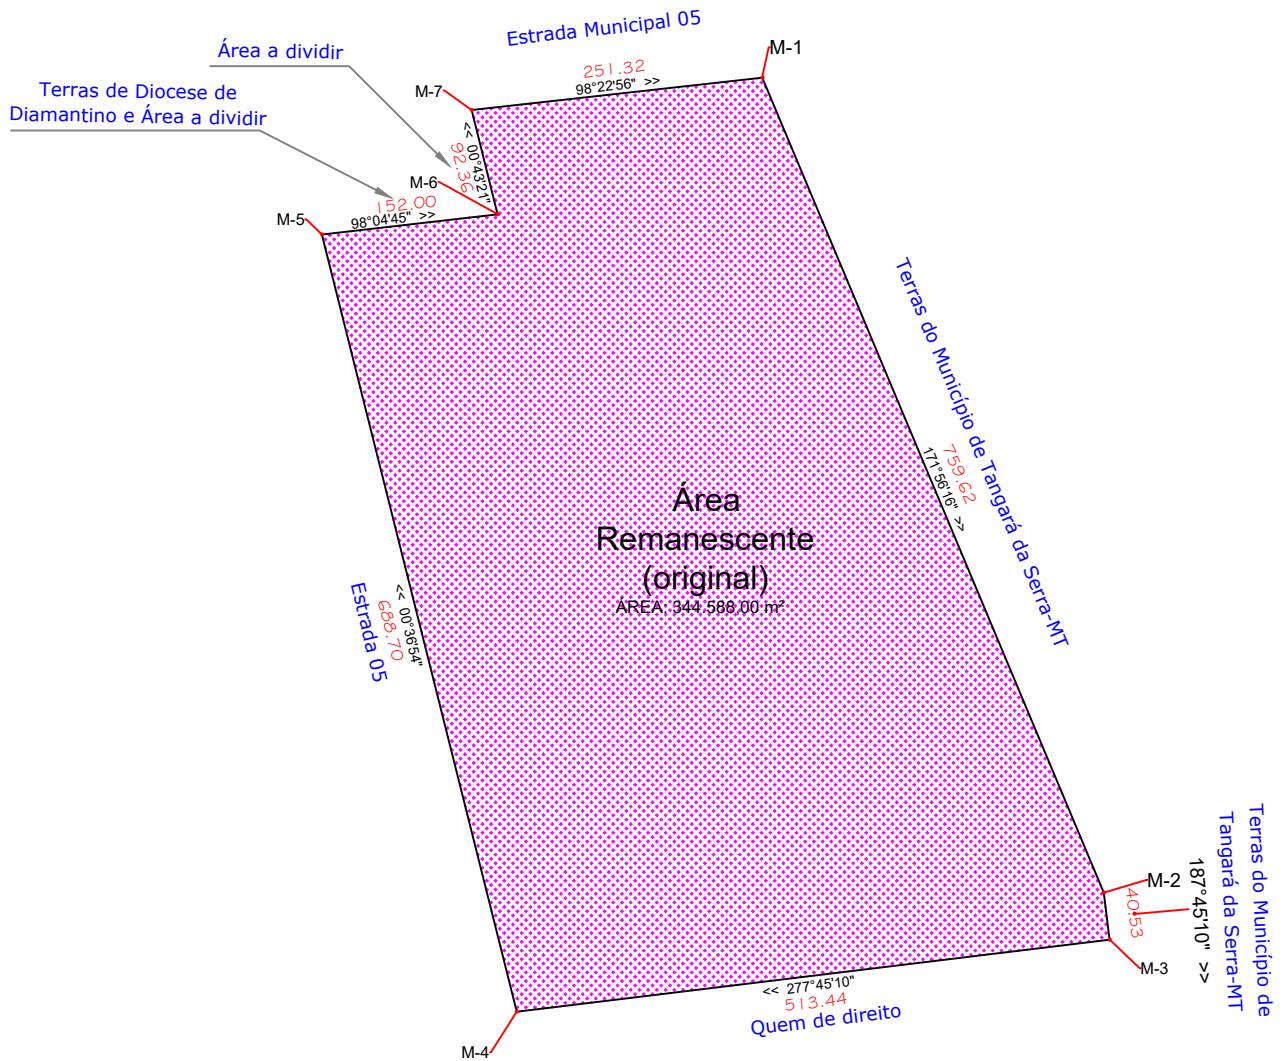 Estrada Municipal 05
M-1
251.32
98°22'56" >>
Área a dividir
M-7
Terras de Diocese de
Diamantino e Área a dividir
<< 00°43'21"
92.36
M-6
152.00
98°04'45" >>
M-5
Terras do Município de Tangará da Serra-MT
759.62
171°56'16" >>
Área
Remanescente
(original)
ÁREA: 344.588,00 m²
<< 00°36'54"
688.70
Estrada 05
M-2
40.53
187°45'10" >>
Terras do Município de
Tangará da Serra-MT
M-3
<< 277°45'10"
513.44
Quem de direito
M-4